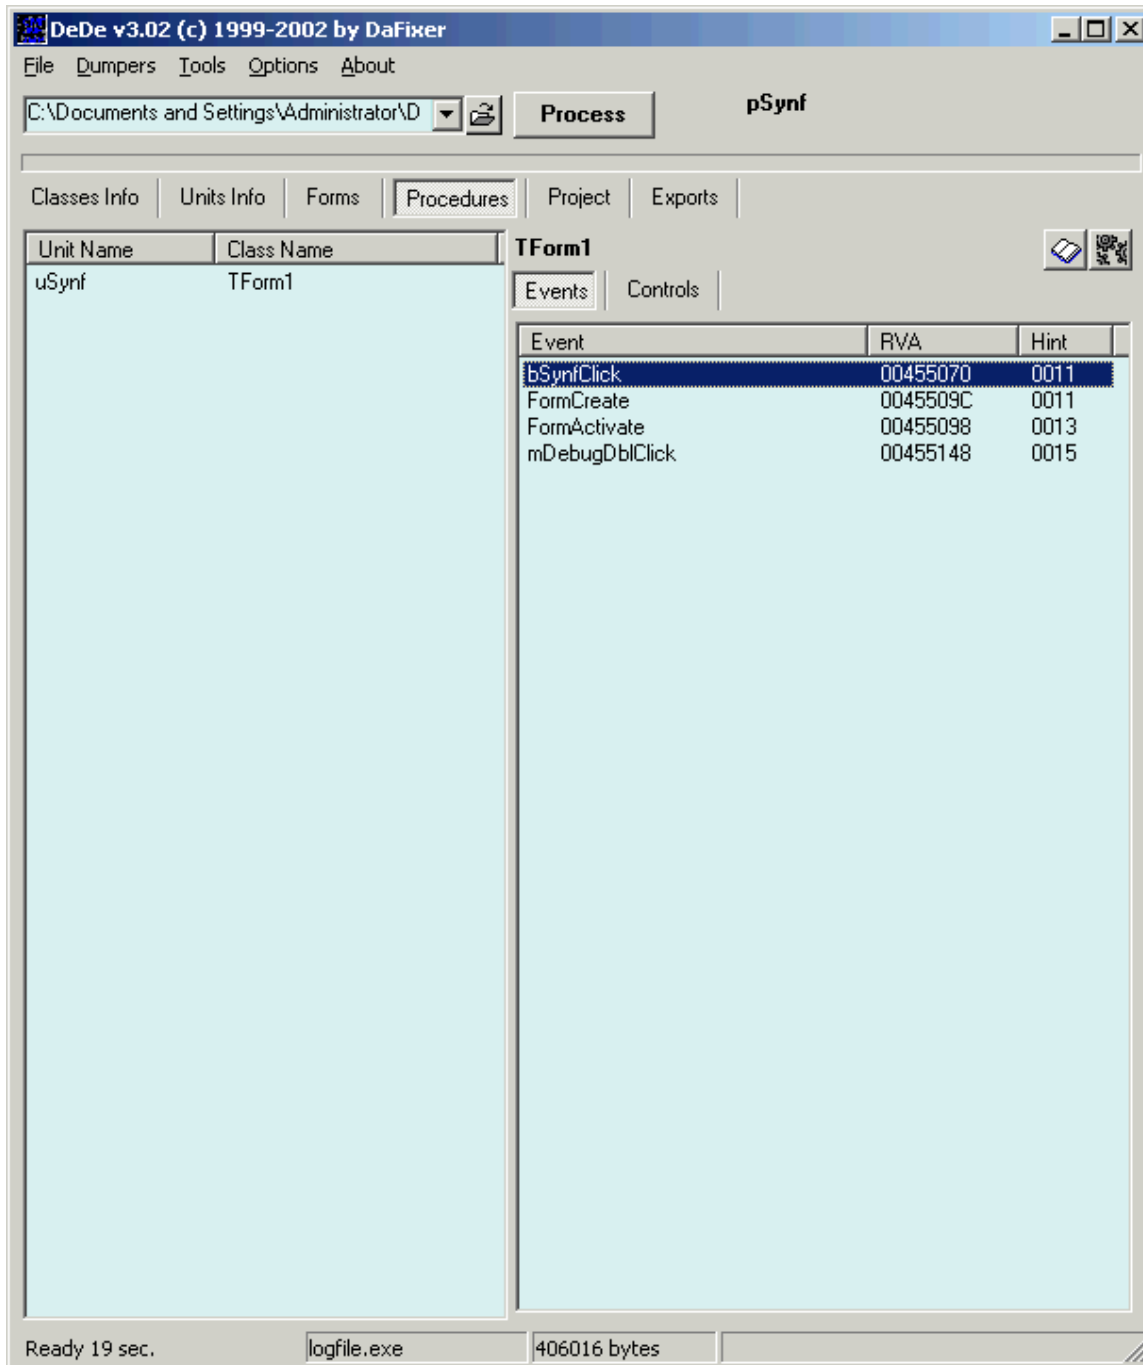 DeDe v3.02 (c) 1999-2002 by DaFixer
File Dumpers Tools Options About
C:\Documents and Settings\Administrator\D Process pSynf
Classes Info Units Info Forms Procedures Project Exports
Unit Name Class Name
uSynf TForm1
TForm1
Events Controls
Event RVA Hint
bSynfClick 00455070 0011
FormCreate 0045509C 0011
FormActivate 00455098 0013
mDebugDblClick 00455148 0015
Ready 19 sec. logfile.exe 406016 bytes